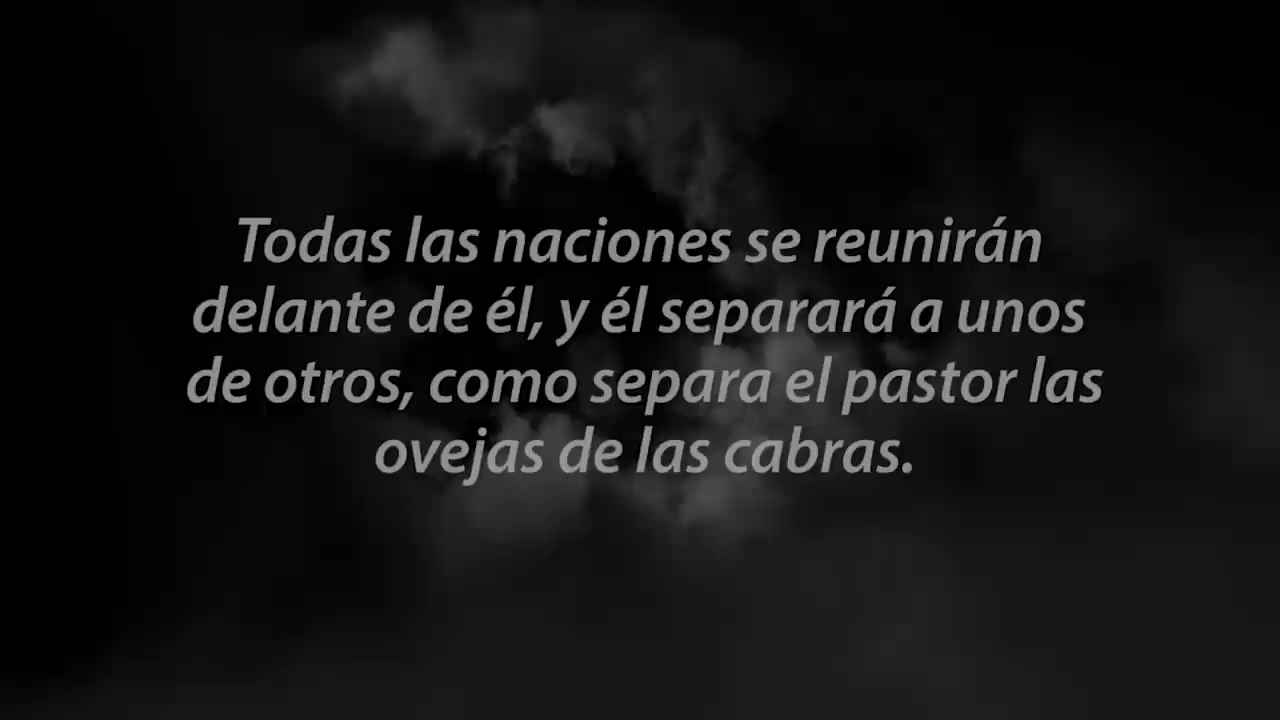 Todas las naciones se reunirán
delante de él, y él separará a unos
de otros, como separa el pastor las
ovejas de las cabras.